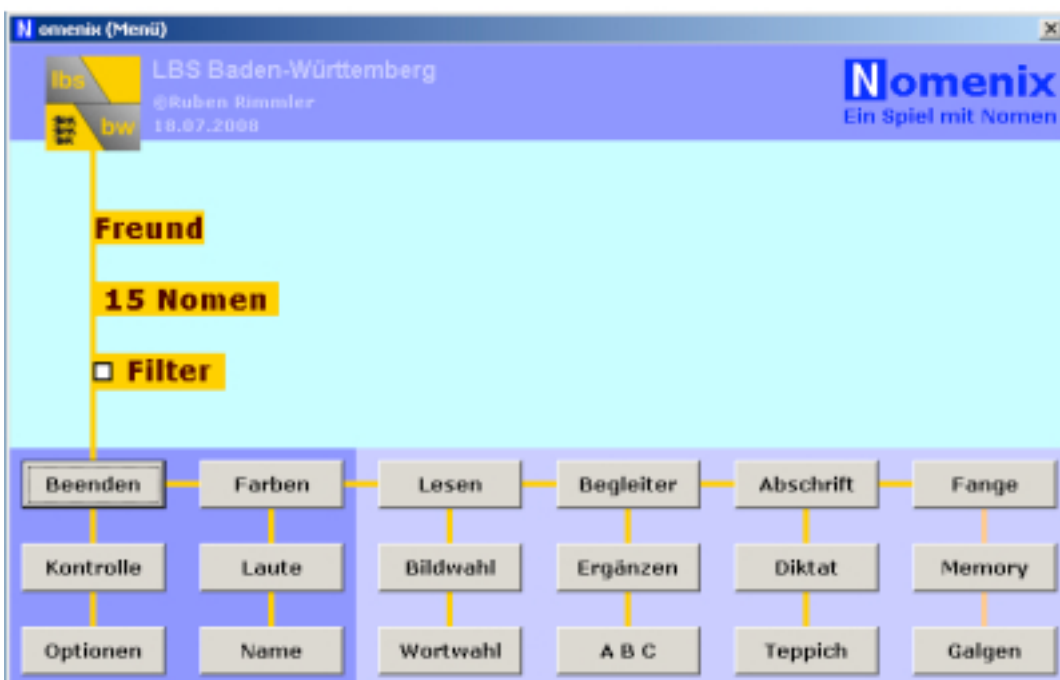 Nomenix (Menü)
lbs
bw
LBS Baden-Württemberg
©Ruben Rimmler
18.07.2008
Nomenix
Ein Spiel mit Nomen
Freund
15 Nomen
Filter
Beenden Farben Lesen Begleiter Abschrift Fange
Kontrolle Laute Bildwahl Ergänzen Diktat Memory
Optionen Name Wortwahl A B C Teppich Galgen